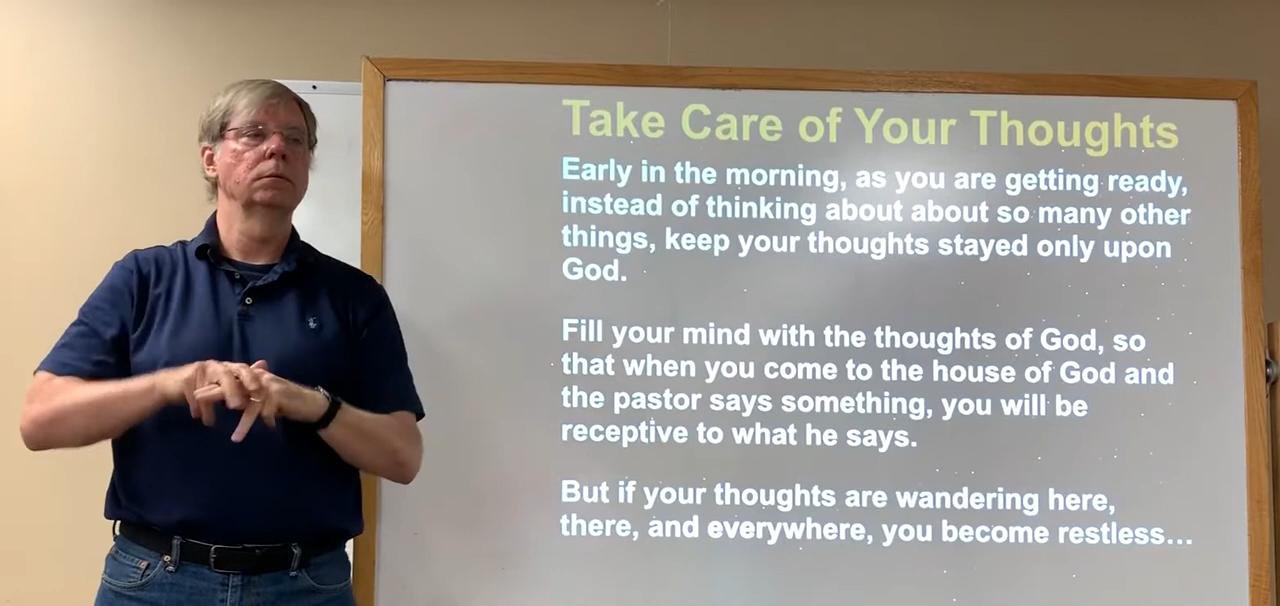 Take Care of Your Thoughts
Early in the morning, as you are getting ready,
instead of thinking about about so many other
things, keep your thoughts stayed only upon
God.
Fill your mind with the thoughts of God, so
that when you come to the house of God and
the pastor says something, you will be
receptive to what he says.
But if your thoughts are wandering here,
there, and everywhere, you become restless…